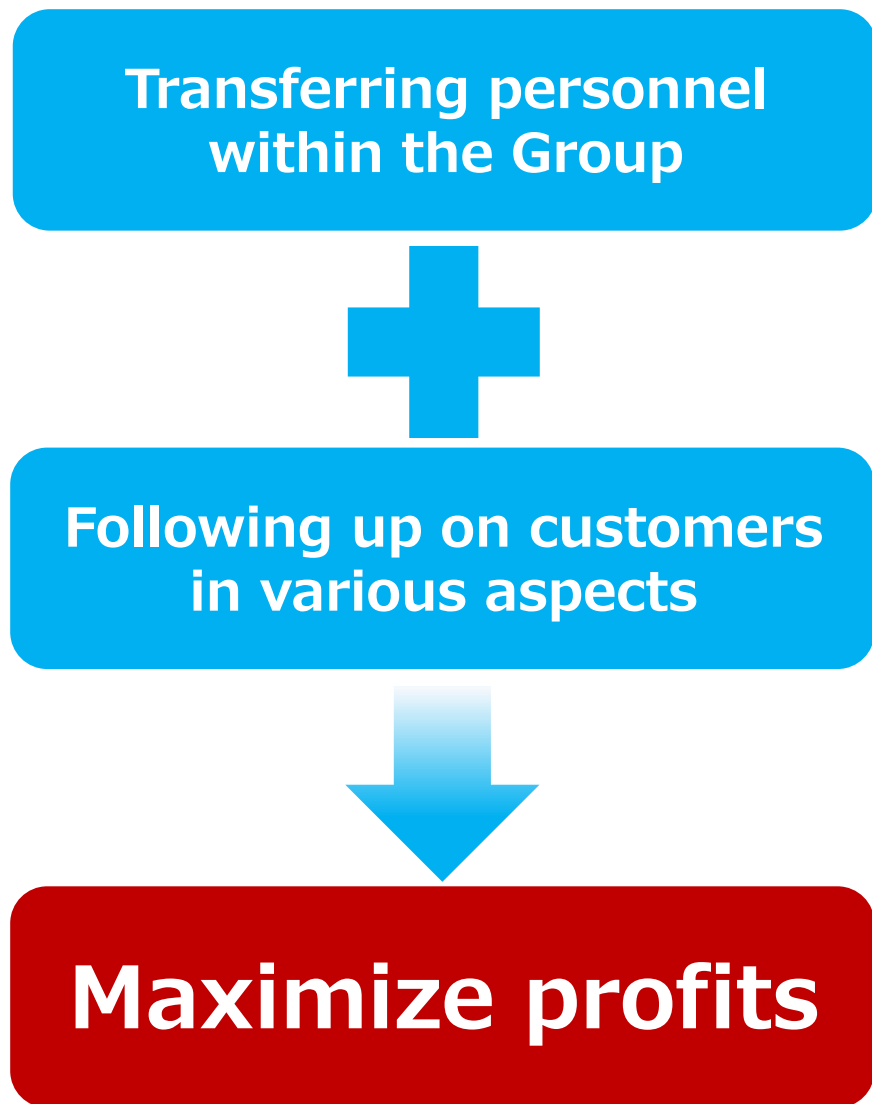 Transferring personnel
within the Group
Following up on customers
in various aspects
Maximize profits